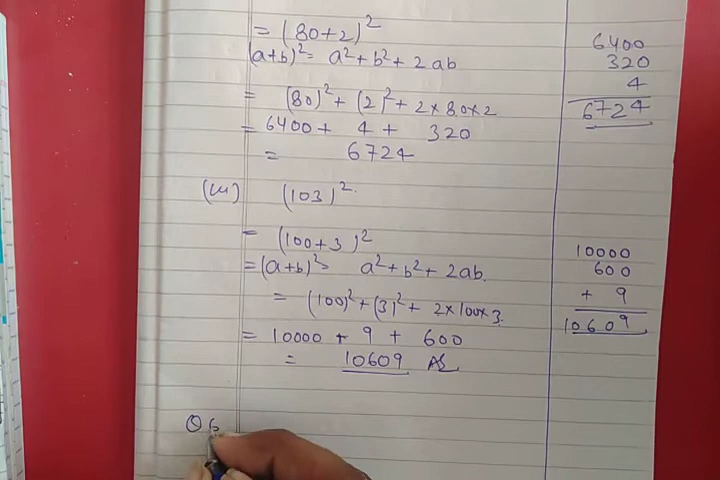 = (80+2)²
(a+b)² = a² + b² + 2ab
= (80)² + (2)² + 2×80×2
= 6400 + 4 + 320
= 6724
6400
320
4
6724
(iii) (103)².
= (100+3)²
= (a+b)² = a² + b² + 2ab.
= (100)² + (3)² + 2×100×3.
= 10000 + 9 + 600
= 10609 As
10000
600
+ 9
10609
Q6